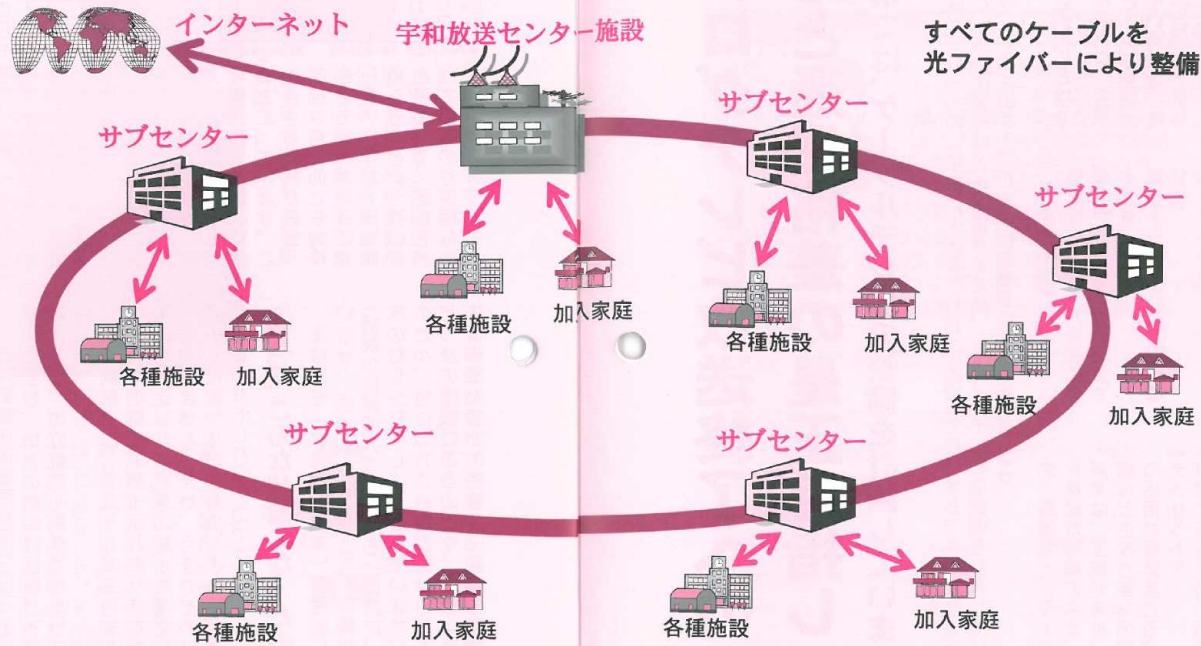 インターネット
宇和放送センター施設
すべてのケーブルを
光ファイバーにより整備
サブセンター
サブセンター
サブセンター
各種施設
加入家庭
各種施設
加入家庭
各種施設
加入家庭
各種施設
加入家庭
サブセンター
サブセンター
各種施設
加入家庭
各種施設
加入家庭